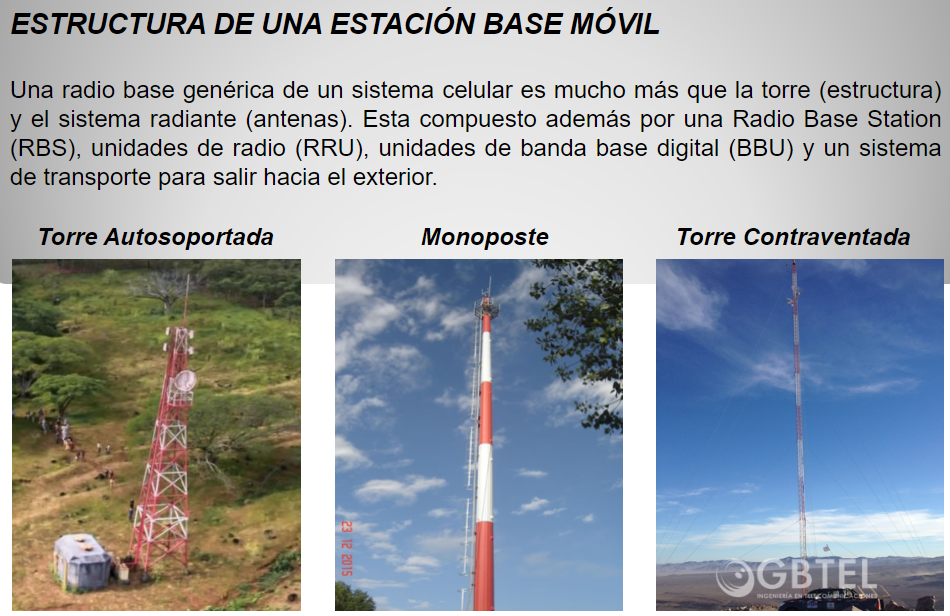 ESTRUCTURA DE UNA ESTACIÓN BASE MÓVIL
Una radio base genérica de un sistema celular es mucho más que la torre (estructura)
y el sistema radiante (antenas). Esta compuesto además por una Radio Base Station
(RBS), unidades de radio (RRU), unidades de banda base digital (BBU) y un sistema
de transporte para salir hacia el exterior.
Torre Autosoportada
Monoposte
Torre Contraventada
23 12 2015
GBTEL
INGENIERÍA EN TELECOMUNICACIONES